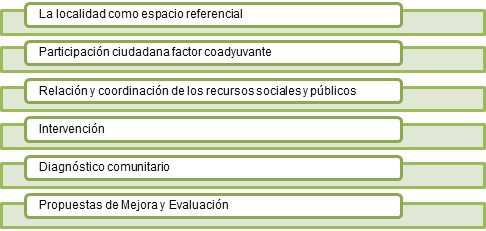 La localidad como espacio referencial
Participación ciudadana factor coadyuvante
Relación y coordinación de los recursos sociales y públicos
Intervención
Diagnóstico comunitario
Propuestas de Mejora y Evaluación